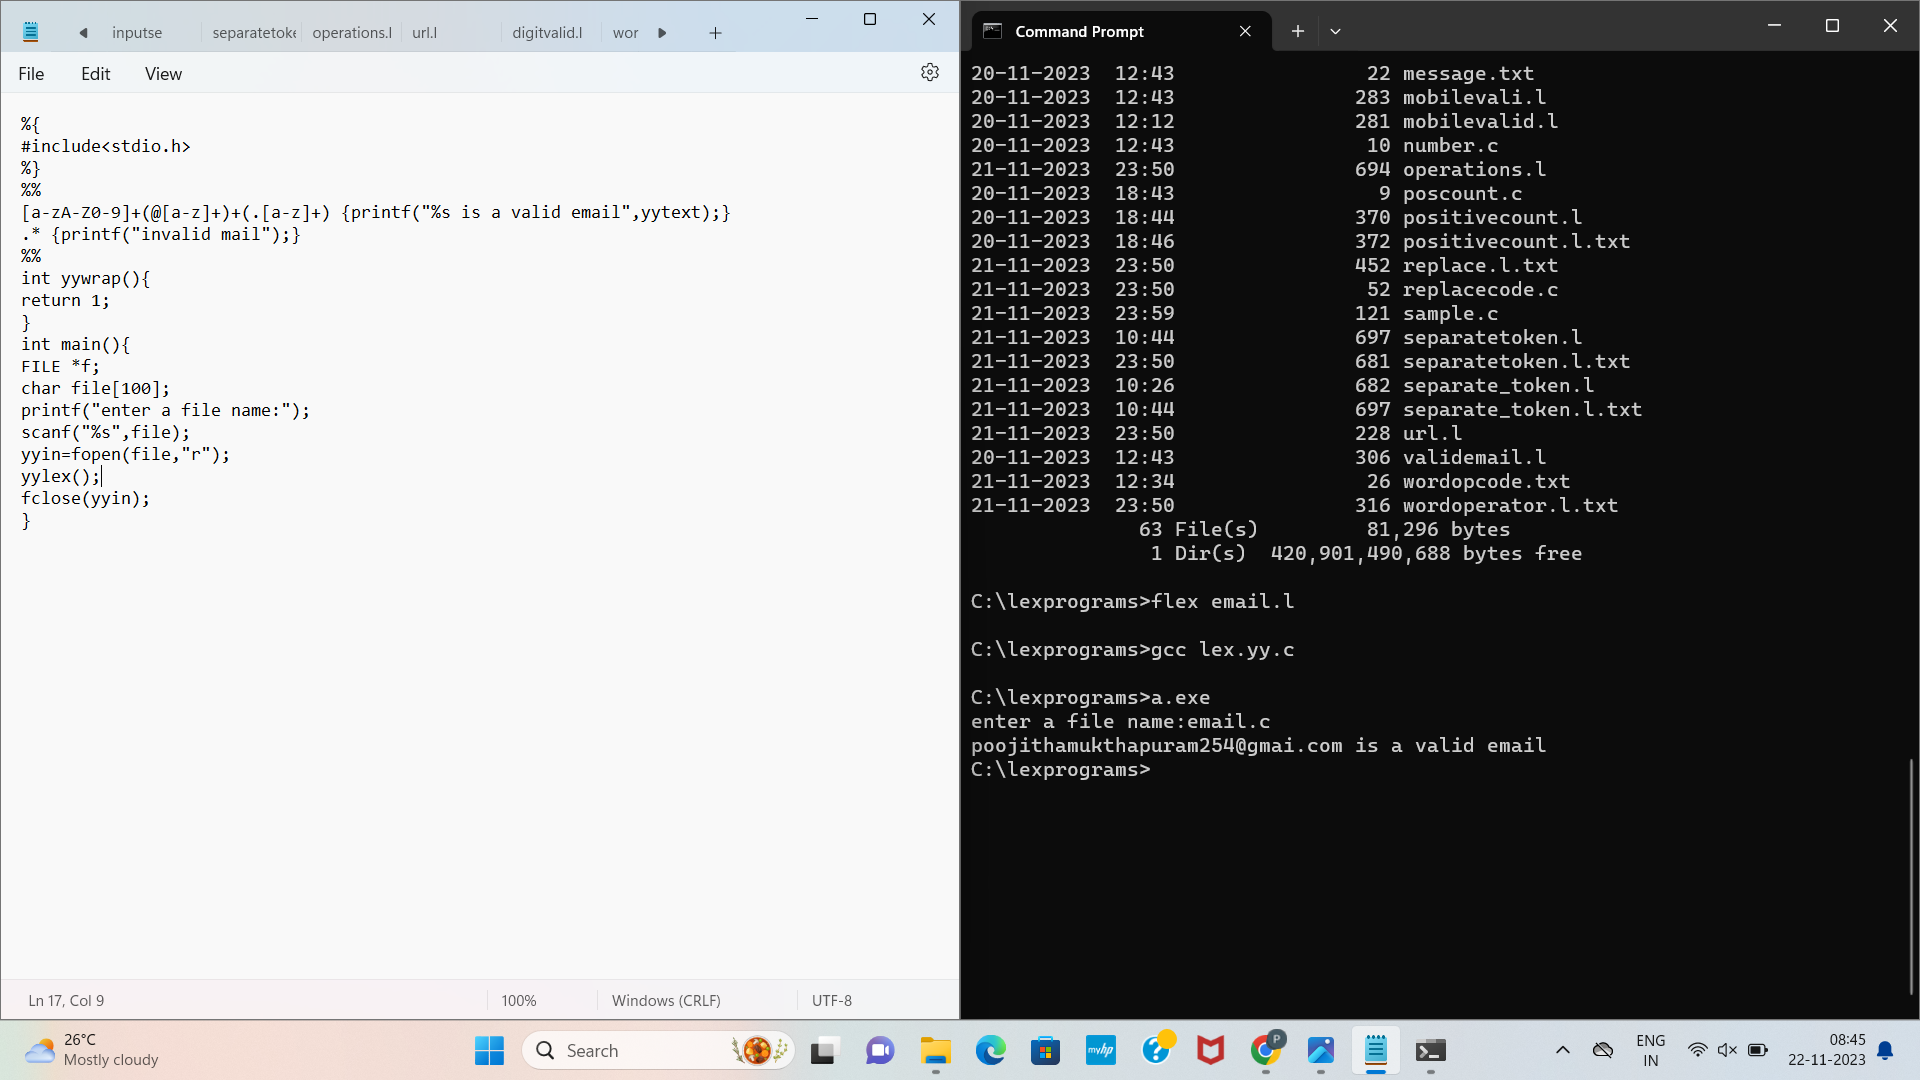 inputse separatetoke operations.l url.l digitvalid.l wor
File Edit View
%{
#include<stdio.h>
%}
%%
[a-zA-Z0-9]+(@[a-z]+)+(.[a-z]+) {printf("%s is a valid email",yytext);}
.* {printf("invalid mail");}
%%
int yywrap(){
return 1;
}
int main(){
FILE *f;
char file[100];
printf("enter a file name:");
scanf("%s",file);
yyin=fopen(file,"r");
yylex();
fclose(yyin);
}
Ln 17, Col 9 100% Windows (CRLF) UTF-8
Command Prompt
20-11-2023 12:43 22 message.txt
20-11-2023 12:43 283 mobilevali.l
20-11-2023 12:12 281 mobilevalid.l
20-11-2023 12:43 10 number.c
21-11-2023 23:50 694 operations.l
20-11-2023 18:43 9 poscount.c
20-11-2023 18:44 370 positivecount.l
20-11-2023 18:46 372 positivecount.l.txt
21-11-2023 23:50 452 replace.l.txt
21-11-2023 23:50 52 replacecode.c
21-11-2023 23:59 121 sample.c
21-11-2023 10:44 697 separatetoken.l
21-11-2023 23:50 681 separatetoken.l.txt
21-11-2023 10:26 682 separate_token.l
21-11-2023 10:44 697 separate_token.l.txt
21-11-2023 23:50 228 url.l
20-11-2023 12:43 306 validemail.l
21-11-2023 12:34 26 wordopcode.txt
21-11-2023 23:50 316 wordoperator.l.txt
63 File(s) 81,296 bytes
1 Dir(s) 420,901,490,688 bytes free
C:\lexprograms>flex email.l
C:\lexprograms>gcc lex.yy.c
C:\lexprograms>a.exe
enter a file name:email.c
poojithamukthapuram254@gmai.com is a valid email
C:\lexprograms>
26°C
Mostly cloudy
Search
myhp
P
ENG
IN
08:45
22-11-2023